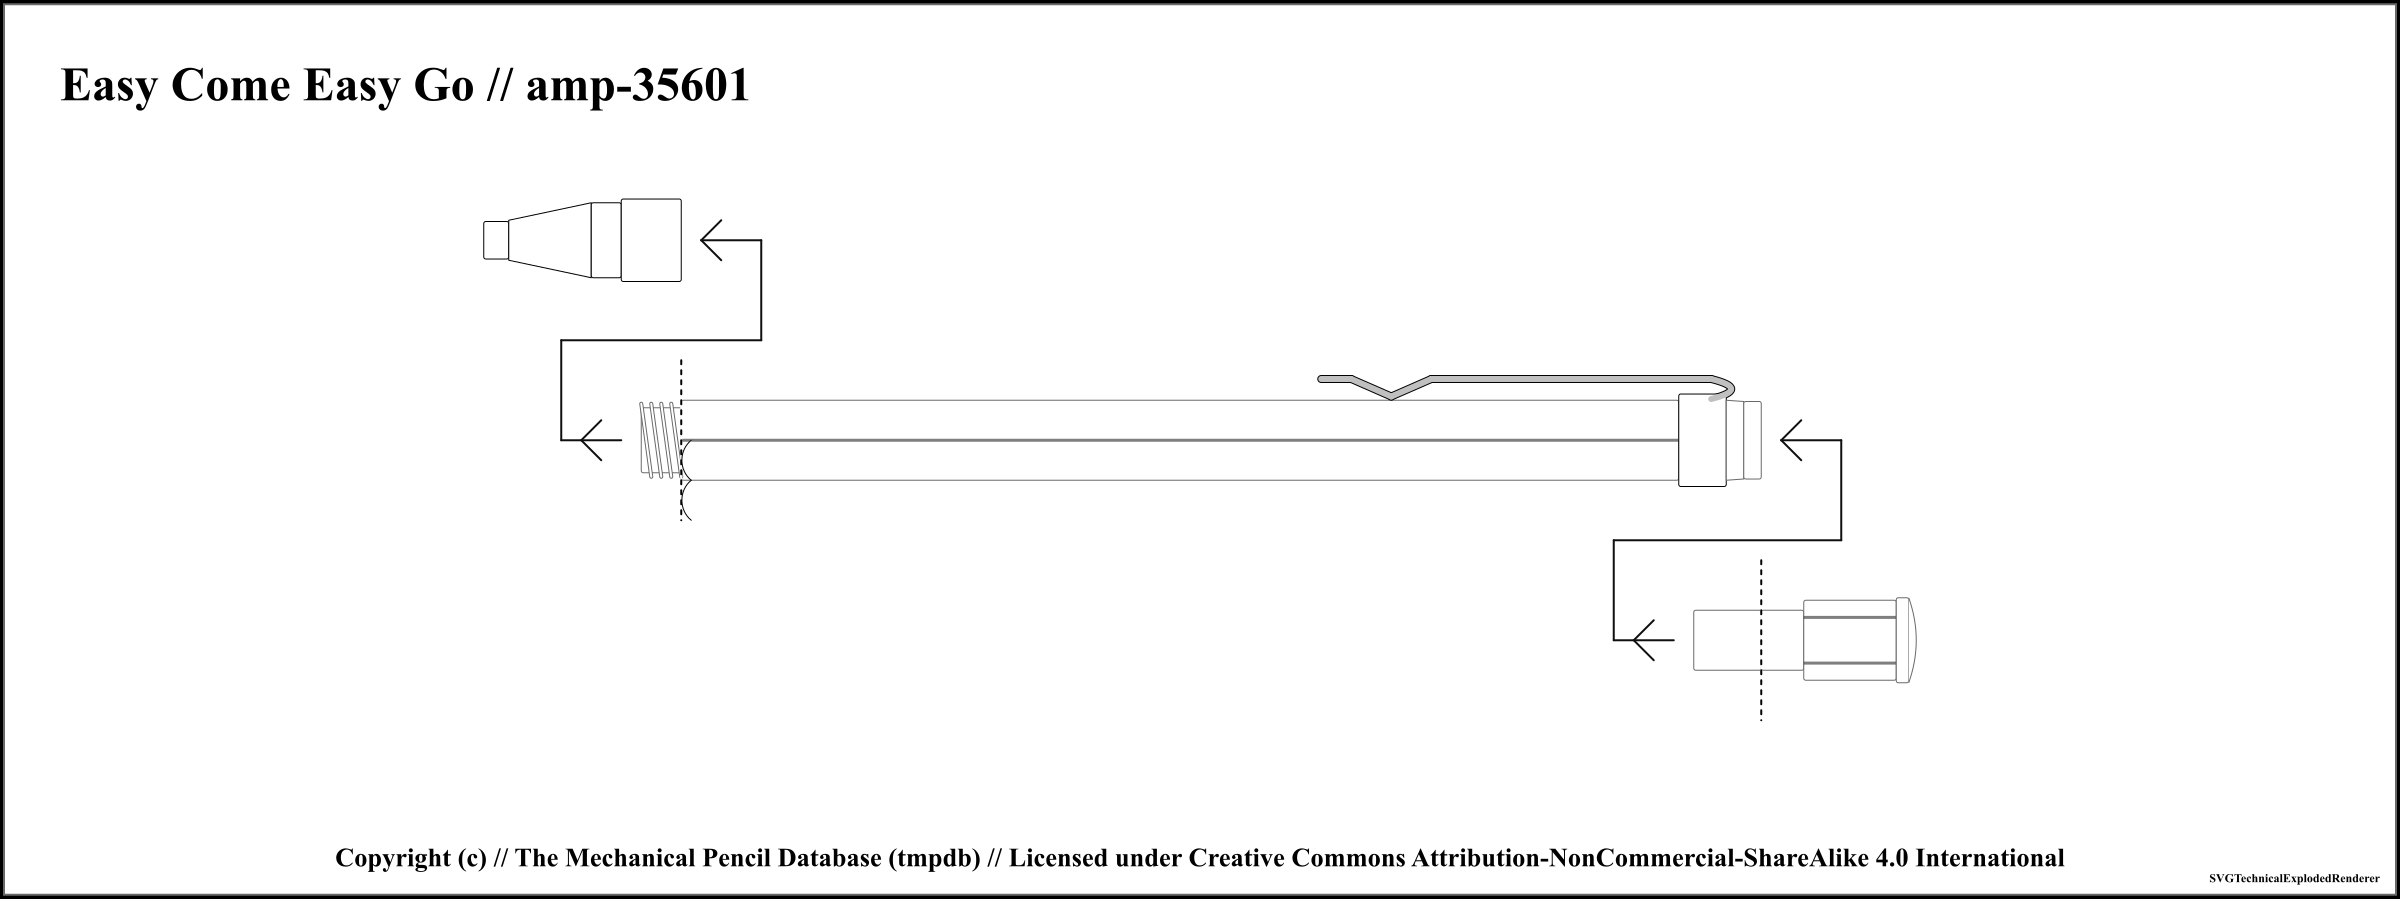 Easy Come Easy Go // amp-35601
Copyright (c) // The Mechanical Pencil Database (tmpdb) // Licensed under Creative Commons Attribution-NonCommercial-ShareAlike 4.0 International
SVGTechnicalExplodedRenderer